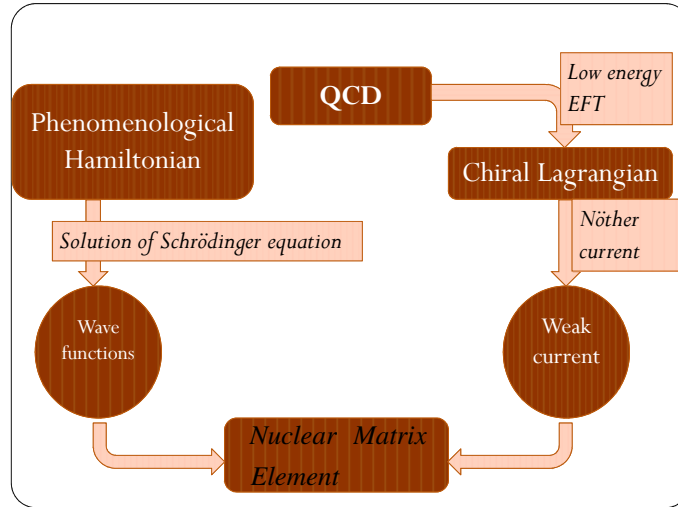 Phenomenological
Hamiltonian
QCD
Low energy
EFT
Chiral Lagrangian
Solution of Schrödinger equation
Nöther
current
Wave
functions
Weak
current
Nuclear Matrix
Element